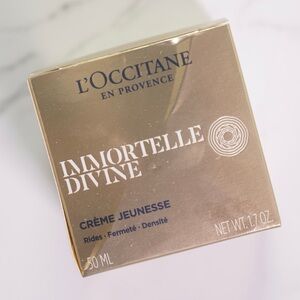 L'OCCITANE
EN PROVENCE
IMMORTELLE
DIVINE
CRÈME JEUNESSE
Rides · Fermeté · Densité
50 ML
NET WT. 1.7 OZ